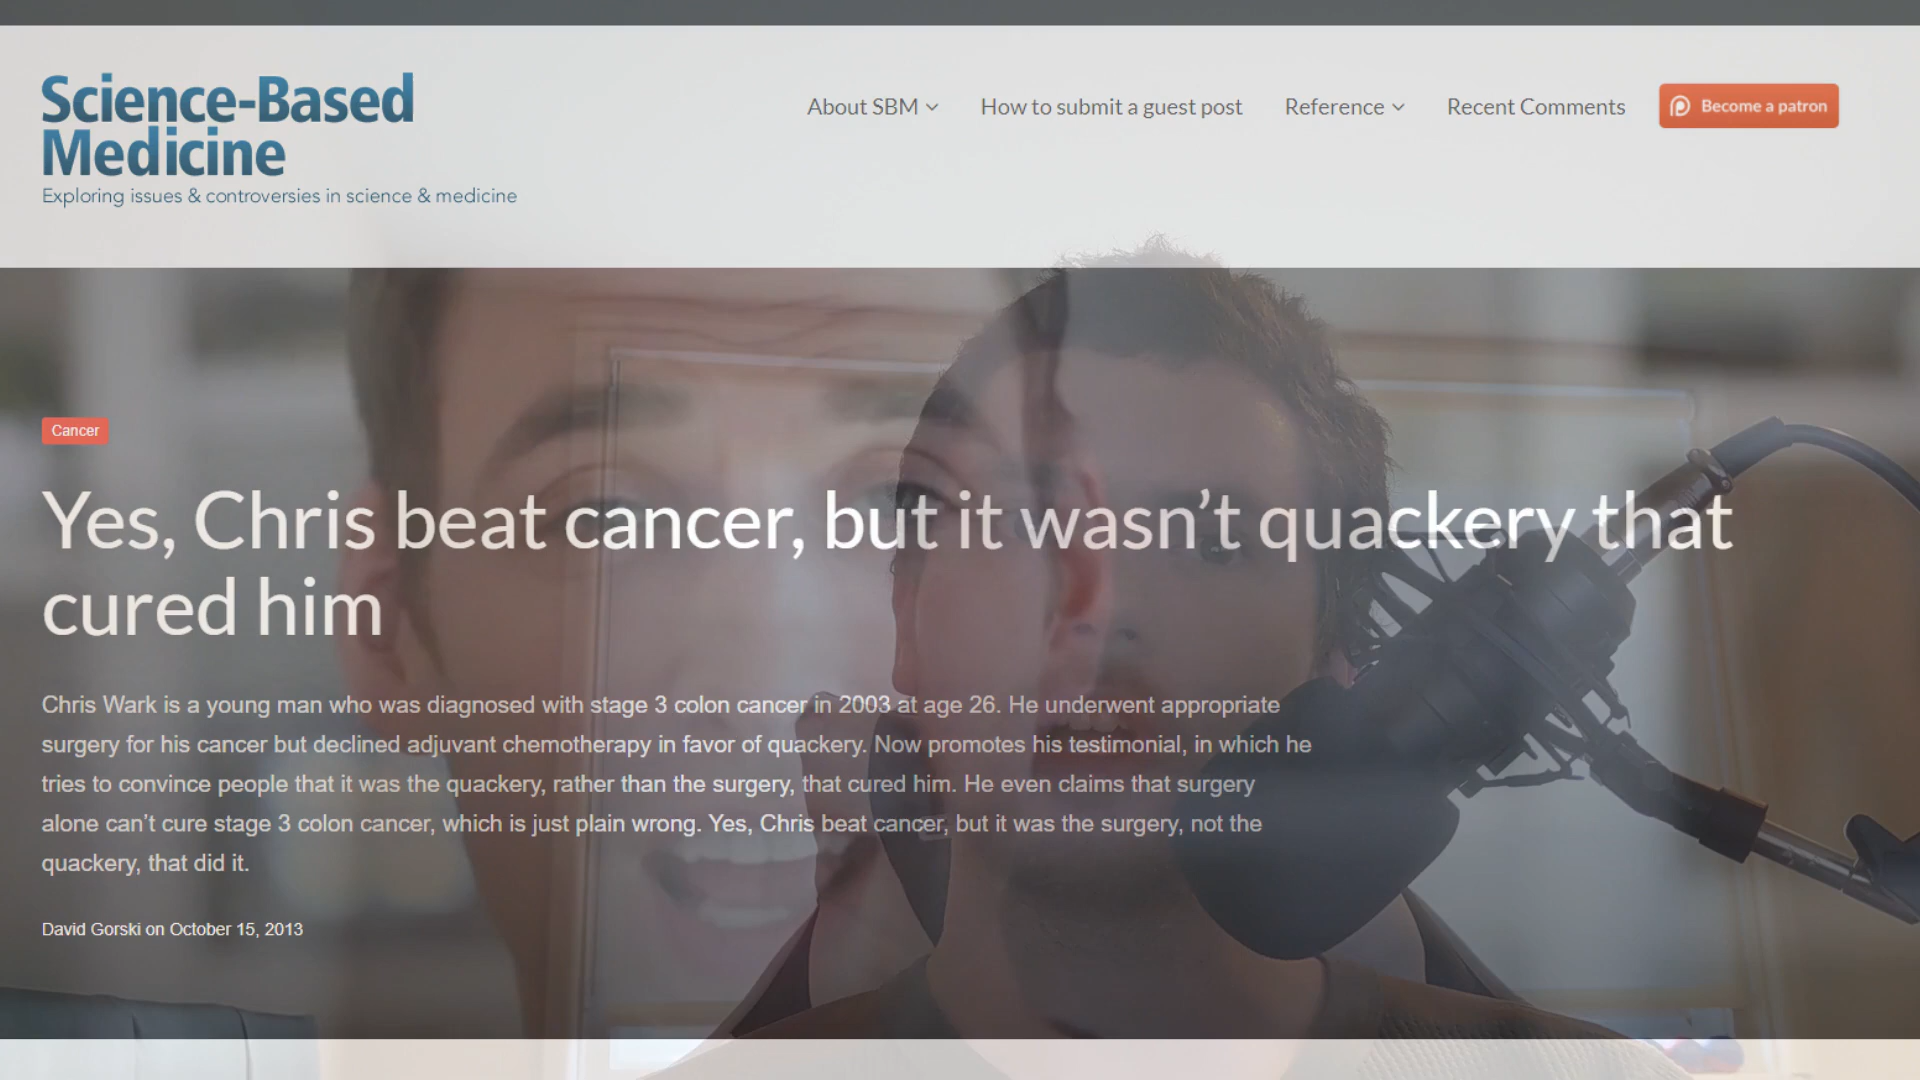 Science-Based
Medicine
Exploring issues & controversies in science & medicine
About SBM
How to submit a guest post
Reference
Recent Comments
Become a patron
Cancer
Yes, Chris beat cancer, but it wasn’t quackery that
cured him
Chris Wark is a young man who was diagnosed with stage 3 colon cancer in 2003 at age 26. He underwent appropriate
surgery for his cancer but declined adjuvant chemotherapy in favor of quackery. Now promotes his testimonial, in which he
tries to convince people that it was the quackery, rather than the surgery, that cured him. He even claims that surgery
alone can’t cure stage 3 colon cancer, which is just plain wrong. Yes, Chris beat cancer, but it was the surgery, not the
quackery, that did it.
David Gorski on October 15, 2013